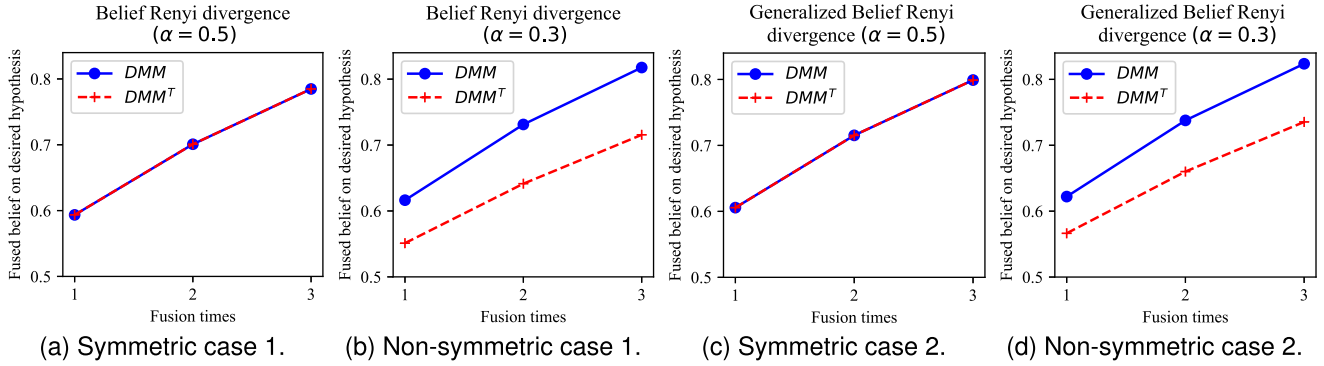 Belief Renyi divergence
(α = 0.5)
Fused belief on desired hypothesis
0.8
0.7
0.6
0.5
DMM
DMM^T
1 2 3
Fusion times
(a) Symmetric case 1.
Belief Renyi divergence
(α = 0.3)
Fused belief on desired hypothesis
0.8
0.7
0.6
0.5
DMM
DMM^T
1 2 3
Fusion times
(b) Non-symmetric case 1.
Generalized Belief Renyi
divergence (α = 0.5)
Fused belief on desired hypothesis
0.8
0.7
0.6
0.5
DMM
DMM^T
1 2 3
Fusion times
(c) Symmetric case 2.
Generalized Belief Renyi
divergence (α = 0.3)
Fused belief on desired hypothesis
0.8
0.7
0.6
0.5
DMM
DMM^T
1 2 3
Fusion times
(d) Non-symmetric case 2.